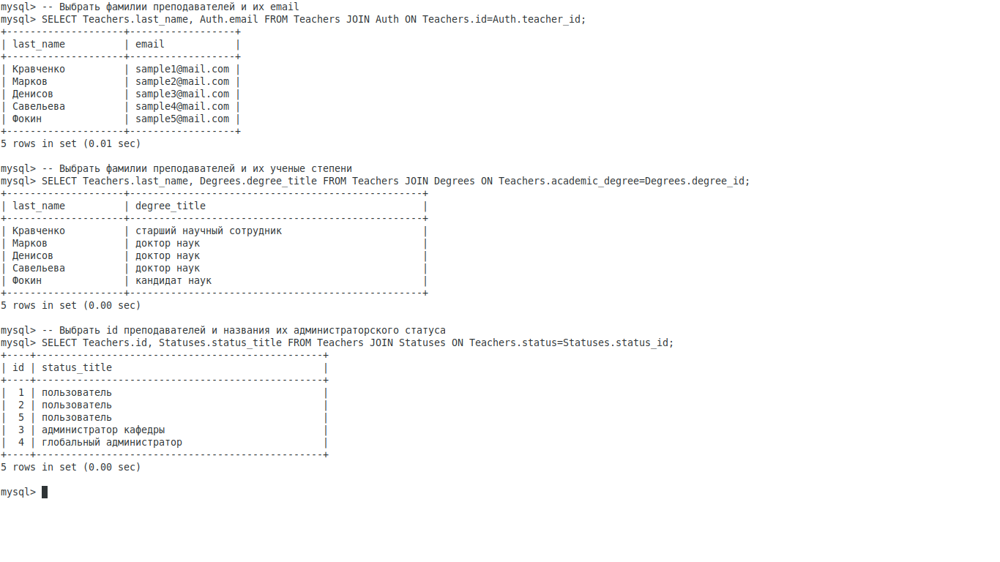 mysql> -- Выбрать фамилии преподавателей и их email
mysql> SELECT Teachers.last_name, Auth.email FROM Teachers JOIN Auth ON Teachers.id=Auth.teacher_id;
+--------------------+------------------+
| last_name          | email            |
+--------------------+------------------+
| Кравченко          | sample1@mail.com |
| Марков             | sample2@mail.com |
| Денисов            | sample3@mail.com |
| Савельева          | sample4@mail.com |
| Фокин              | sample5@mail.com |
+--------------------+------------------+
5 rows in set (0.01 sec)

mysql> -- Выбрать фамилии преподавателей и их ученые степени
mysql> SELECT Teachers.last_name, Degrees.degree_title FROM Teachers JOIN Degrees ON Teachers.academic_degree=Degrees.degree_id;
+--------------------+--------------------------------------------------+
| last_name          | degree_title                                     |
+--------------------+--------------------------------------------------+
| Кравченко          | старший научный сотрудник                        |
| Марков             | доктор наук                                      |
| Денисов            | доктор наук                                      |
| Савельева          | доктор наук                                      |
| Фокин              | кандидат наук                                    |
+--------------------+--------------------------------------------------+
5 rows in set (0.00 sec)

mysql> -- Выбрать id преподавателей и названия их администраторского статуса
mysql> SELECT Teachers.id, Statuses.status_title FROM Teachers JOIN Statuses ON Teachers.status=Statuses.status_id;
+----+-------------------------------------------------+
| id | status_title                                    |
+----+-------------------------------------------------+
|  1 | пользователь                                    |
|  2 | пользователь                                    |
|  5 | пользователь                                    |
|  3 | администратор кафедры                           |
|  4 | глобальный администратор                        |
+----+-------------------------------------------------+
5 rows in set (0.00 sec)

mysql>